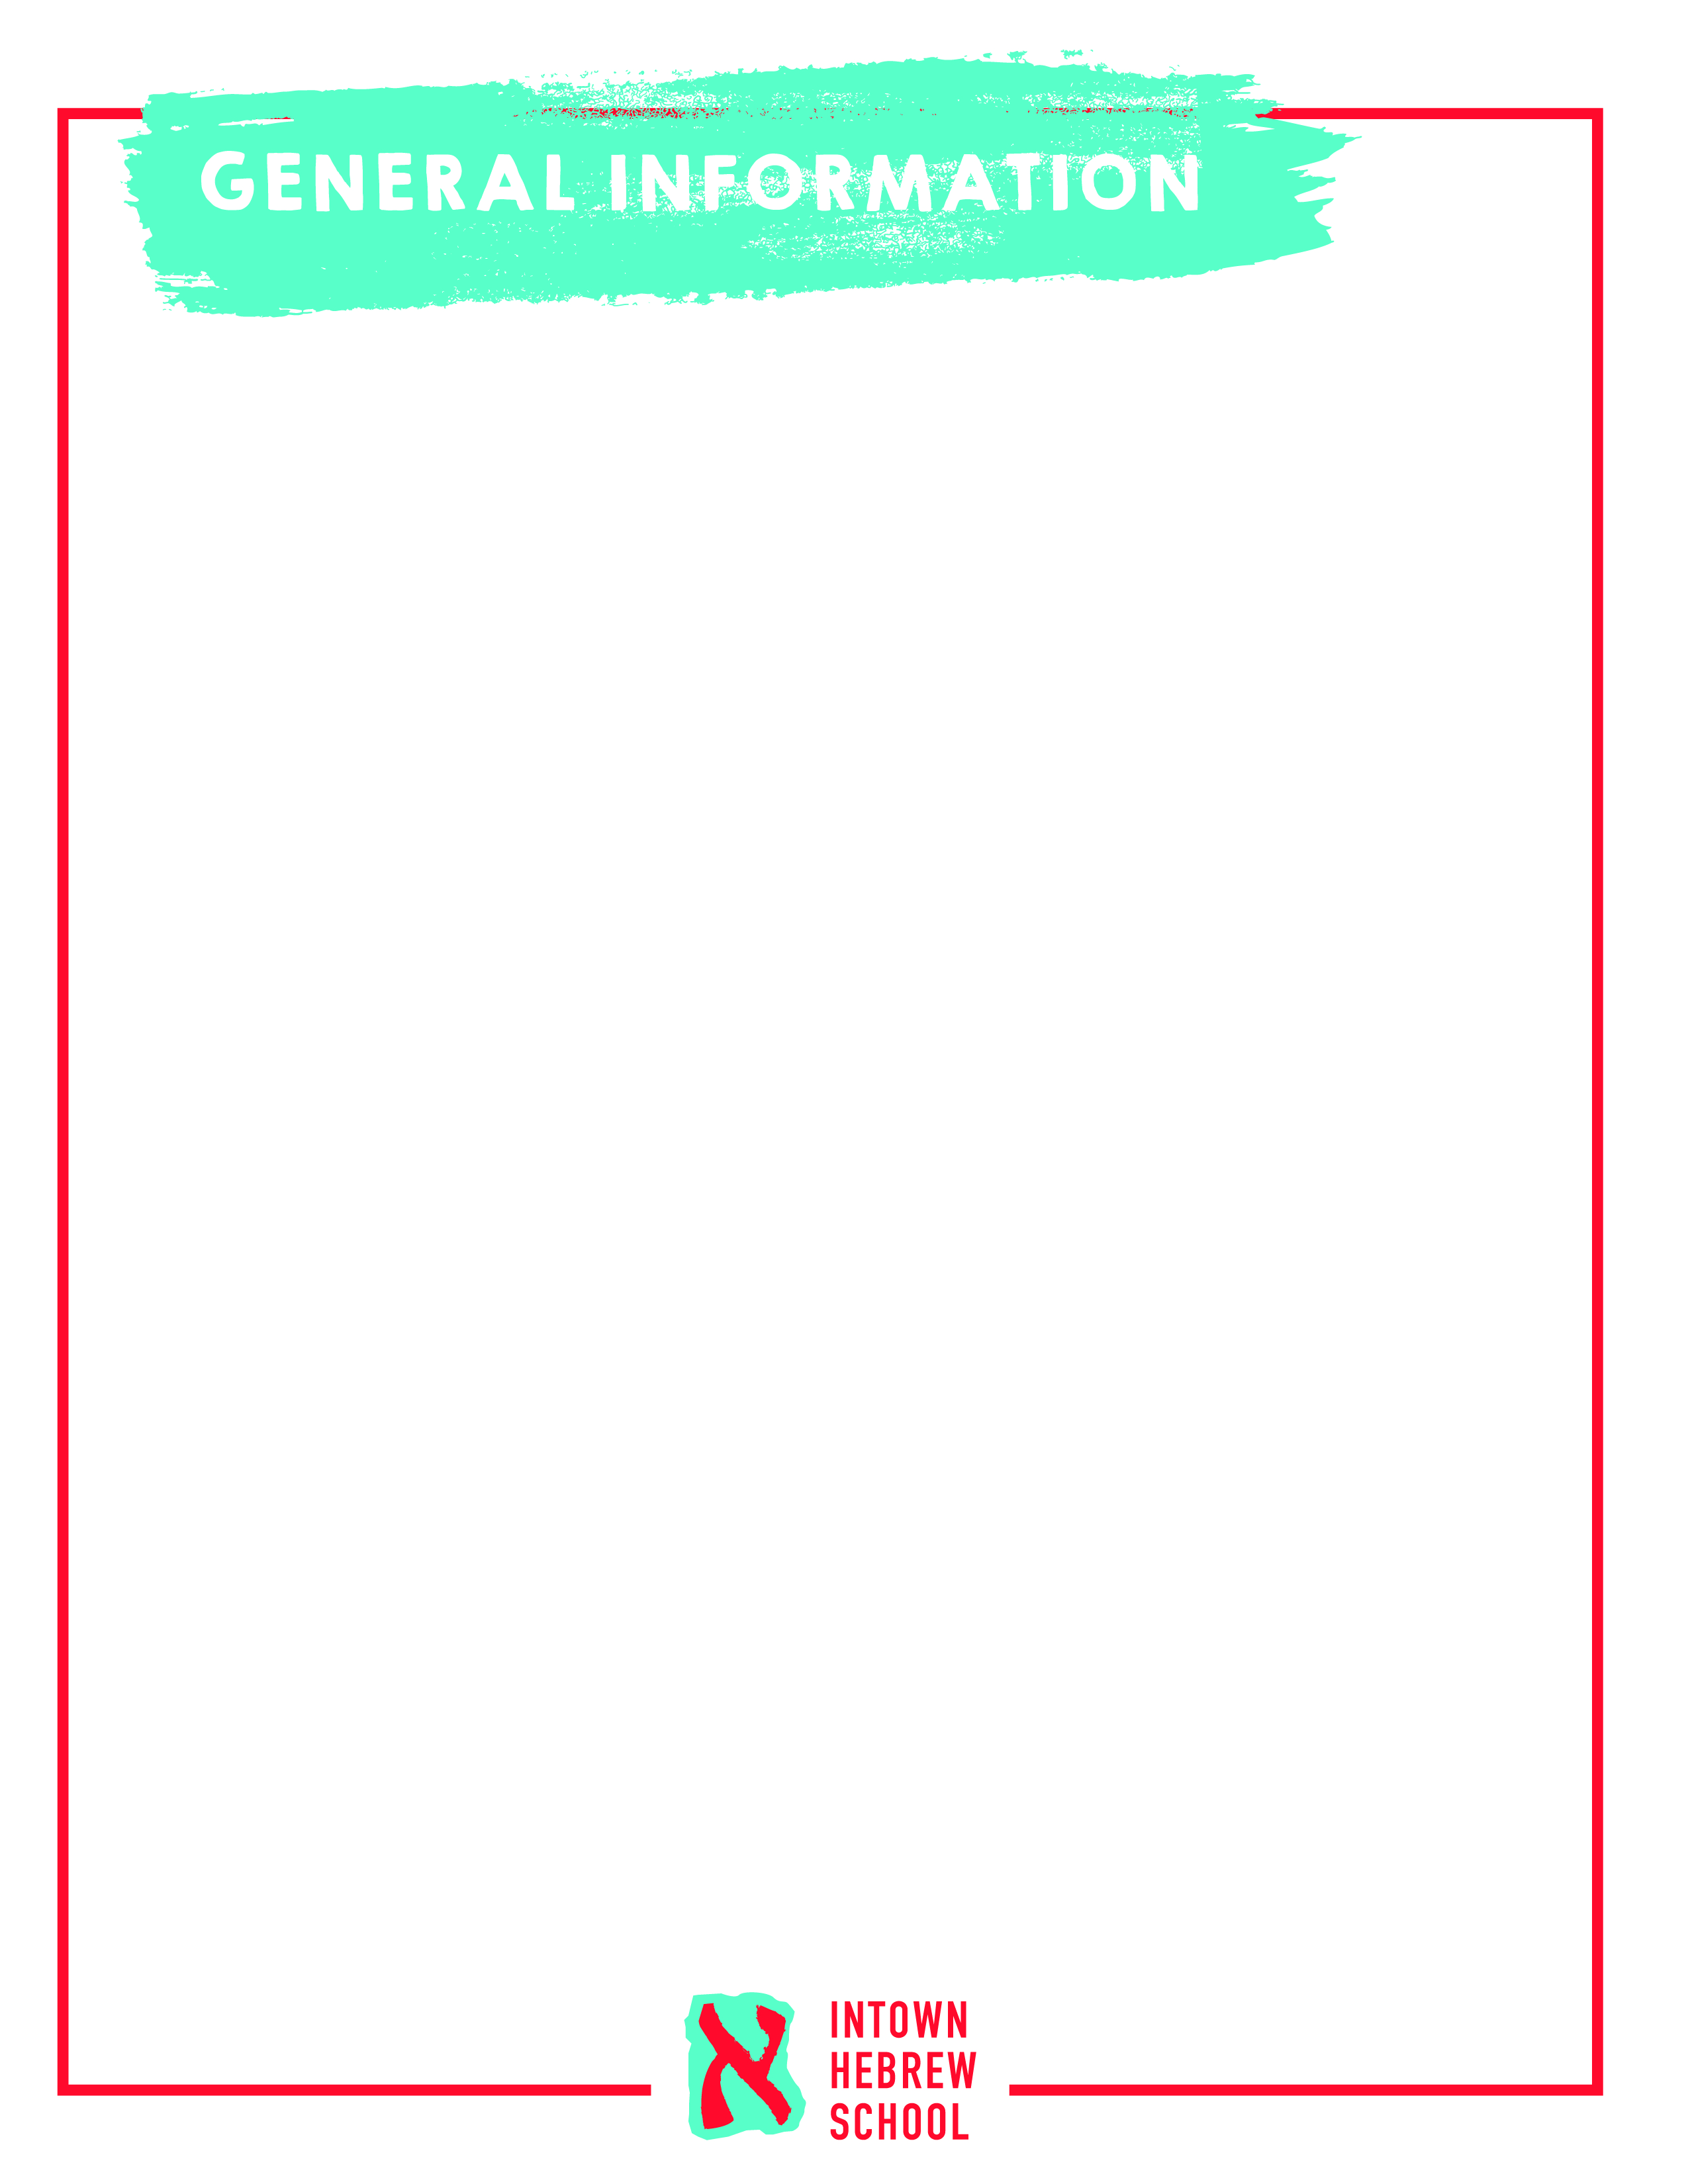 GENERAL INFORMATION
א
INTOWN
HEBREW
SCHOOL